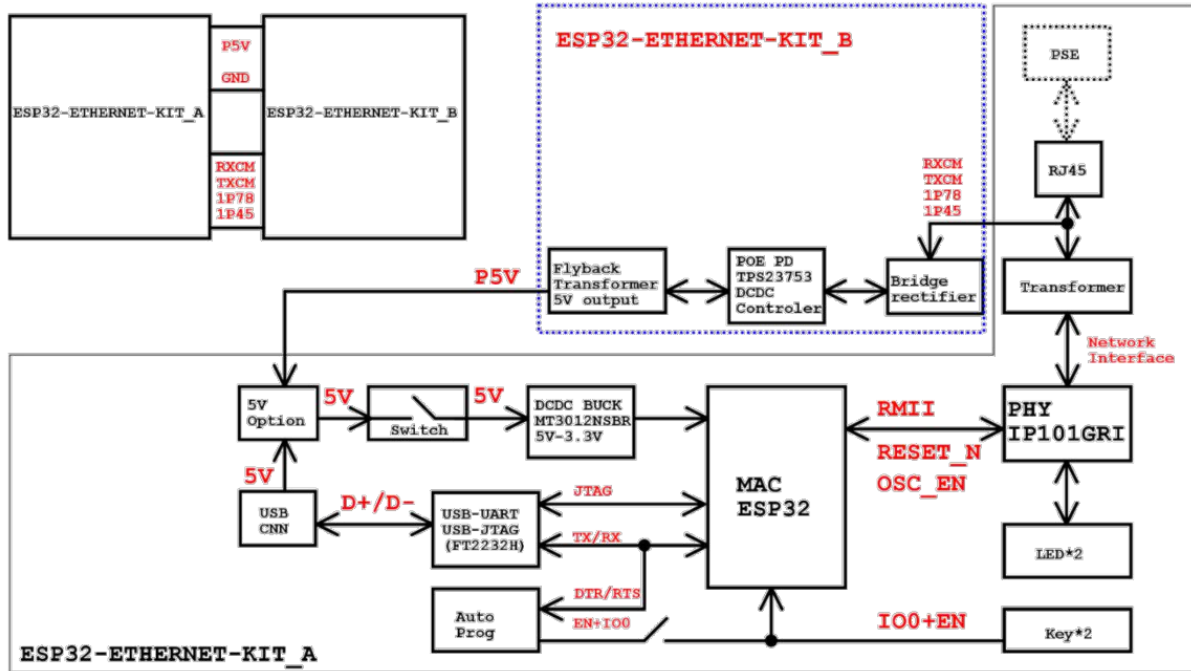 P5V
GND
ESP32-ETHERNET-KIT_A
ESP32-ETHERNET-KIT_B
RXCM
TXCM
1P78
1P45
ESP32-ETHERNET-KIT_B
PSE
RJ45
RXCM
TXCM
1P78
1P45
P5V
Flyback
Transformer
5V output
POE PD
TPS23753
DCDC
Controler
Bridge
rectifier
Transformer
Network
Interface
5V
Option
5V
Switch
5V
DCDC BUCK
MT3012NSBR
5V-3.3V
MAC
ESP32
RMII
RESET_N
OSC_EN
PHY
IP101GRI
5V
USB
CNN
D+/D-
USB-UART
USB-JTAG
(FT2232H)
JTAG
TX/RX
LED*2
DTR/RTS
Auto
Prog
EN+IO0
IO0+EN
Key*2
ESP32-ETHERNET-KIT_A